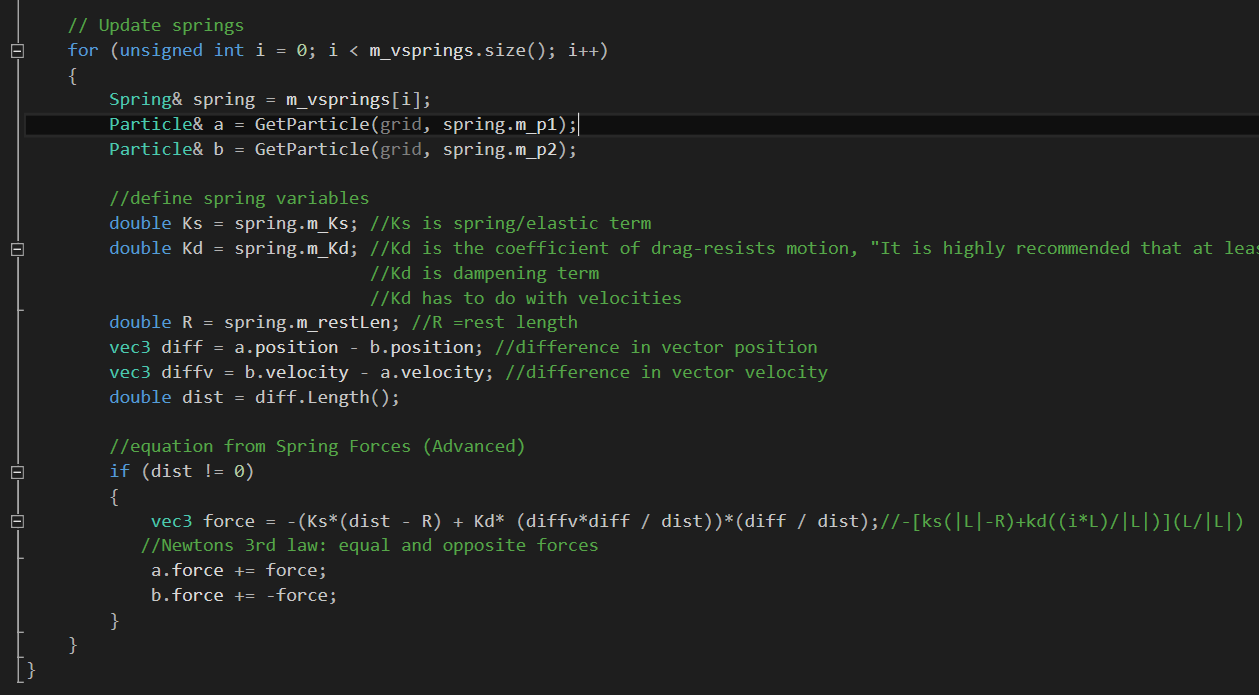 // Update springs
for (unsigned int i = 0; i < m_vsprings.size(); i++)
{
Spring& spring = m_vsprings[i];
Particle& a = GetParticle(grid, spring.m_p1);
Particle& b = GetParticle(grid, spring.m_p2);
//define spring variables
double Ks = spring.m_Ks; //Ks is spring/elastic term
double Kd = spring.m_Kd; //Kd is the coefficient of drag-resists motion, "It is highly recommended that at
//Kd is dampening term
//Kd has to do with velocities
double R = spring.m_restLen; //R =rest length
vec3 diff = a.position - b.position; //difference in vector position
vec3 diffv = b.velocity - a.velocity; //difference in vector velocity
double dist = diff.Length();
//equation from Spring Forces (Advanced)
if (dist != 0)
{
vec3 force = -(Ks*(dist - R) + Kd* (diffv*diff / dist))*(diff / dist);//-[ks(|L|-R)+kd((i*L)/|L|)](L/|L|)
//Newtons 3rd law: equal and opposite forces
a.force += force;
b.force += -force;
}
}
}